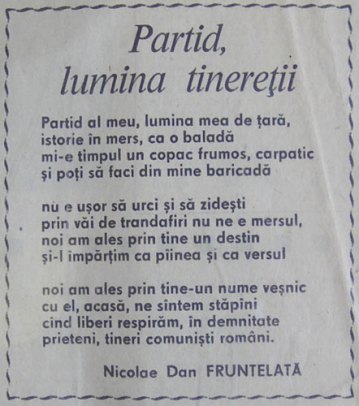 Partid,
lumina tinereţii
Partid al meu, lumina mea de ţară,
istorie în mers, ca o baladă
mi-e timpul un copac frumos, carpatic
şi poţi să faci din mine baricadă
nu e uşor să urci şi să zideşti
prin văi de trandafiri nu ne e mersul,
noi am ales prin tine un destin
şi-l împărţim ca pîinea şi ca versul
noi am ales prin tine-un nume veşnic
cu el, acasă, ne sîntem stăpîni
cînd liberi respirăm, în demnitate
prieteni, tineri comunişti români.
Nicolae Dan FRUNTELATĂ